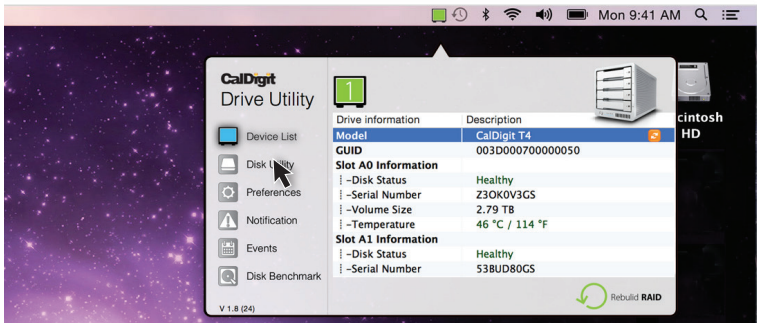 Mon 9:41 AM
CalDigit
Drive Utility
1
Device List
Disk Utility
Preferences
Notification
Events
Disk Benchmark
V 1.8 (24)
Drive information Description
Model CalDigit T4
GUID 003D000700000050
Slot A0 Information
-Disk Status Healthy
-Serial Number Z3OK0V3GS
-Volume Size 2.79 TB
-Temperature 46 °C / 114 °F
Slot A1 Information
-Disk Status Healthy
-Serial Number 53BUD80GS
Rebulid RAID
cintosh
HD